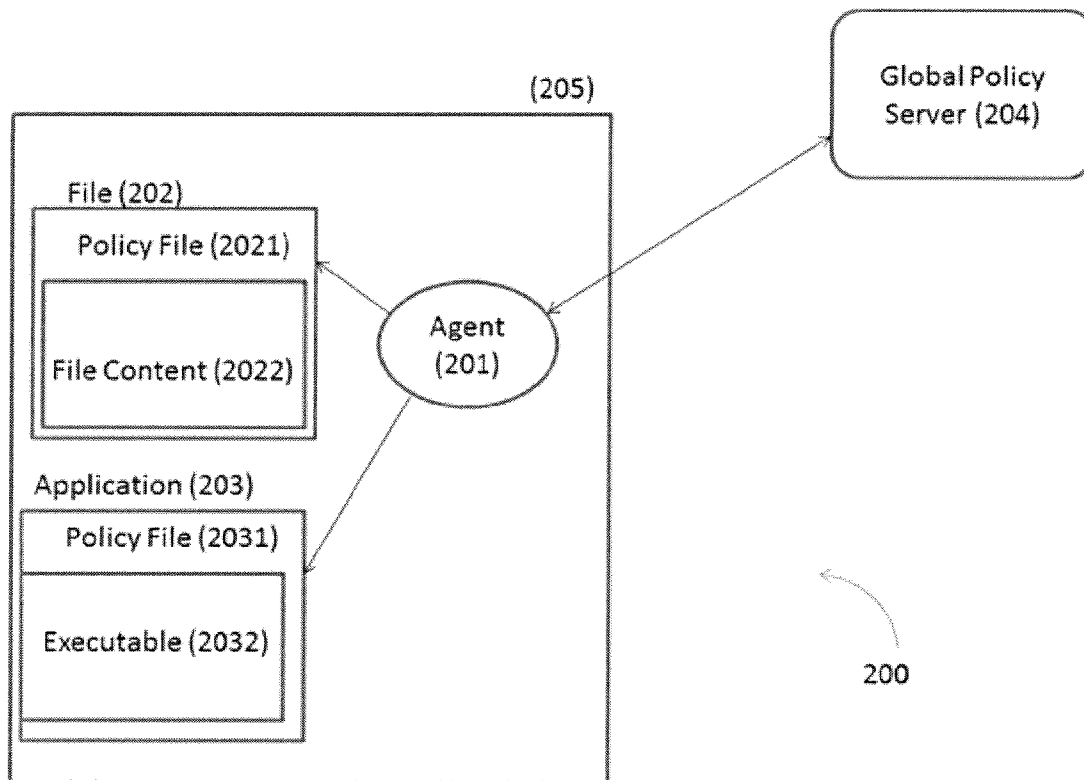 Global Policy
Server (204)
(205)
File (202)
Policy File (2021)
File Content (2022)
Agent
(201)
Application (203)
Policy File (2031)
Executable (2032)
200